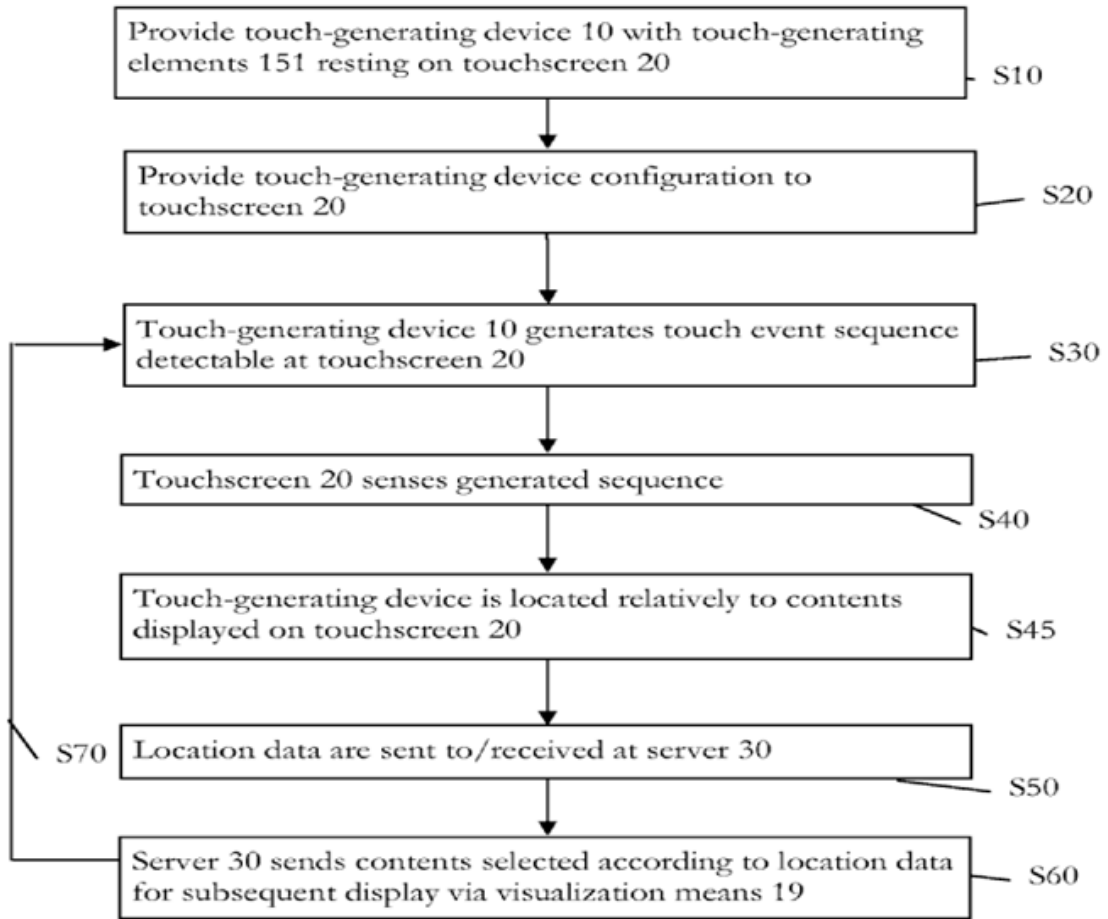 Provide touch-generating device 10 with touch-generating
elements 151 resting on touchscreen 20
S10
Provide touch-generating device configuration to
touchscreen 20
S20
Touch-generating device 10 generates touch event sequence
detectable at touchscreen 20
S30
Touchscreen 20 senses generated sequence
S40
Touch-generating device is located relatively to contents
displayed on touchscreen 20
S45
Location data are sent to/received at server 30
S50
S70
Server 30 sends contents selected according to location data
for subsequent display via visualization means 19
S60